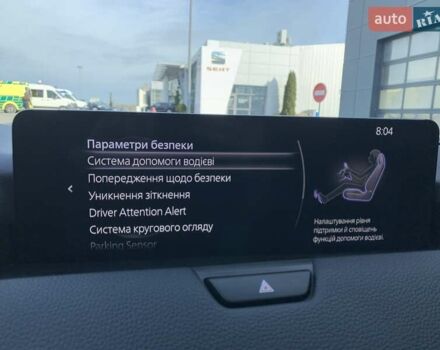 auto RIA
SEAT
8:04
Параметри безпеки
Система допомоги водієві
Попередження щодо безпеки
Уникнення зіткнення
Driver Attention Alert
Система кругового огляду
Parking Sensor
Налаштування рівня
підтримки й сповіщень
функцій допомоги водієві.